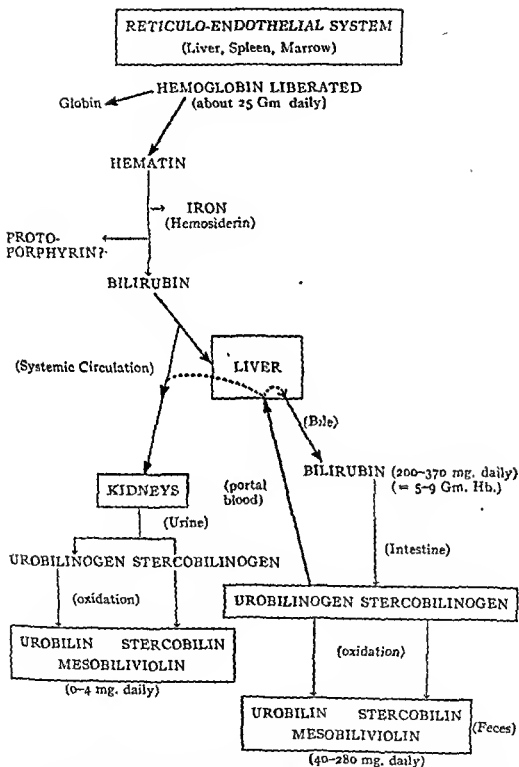 RETICULO-ENDOTHELIAL SYSTEM
(Liver, Spleen, Marrow)
HEMOGLOBIN LIBERATED
Globin
(about 25 Gm daily)
HEMATIN
IRON
(Hemosiderin)
PROTO-
PORPHYRIN?
BILIRUBIN
(Systemic Circulation)
LIVER
(Bile)
BILIRUBIN (200-370 mg. daily)
(= 5-9 Gm. Hb.)
KIDNEYS
(portal
blood)
(Urine)
UROBILINOGEN STERCOBILINOGEN
(Intestine)
(oxidation)
UROBILINOGEN STERCOBILINOGEN
UROBILIN STERCOBILIN
MESOBILIVIOLIN
(0-4 mg. daily)
(oxidation)
UROBILIN STERCOBILIN
(Feces)
MESOBILIVIOLIN
(40-280 mg. daily)